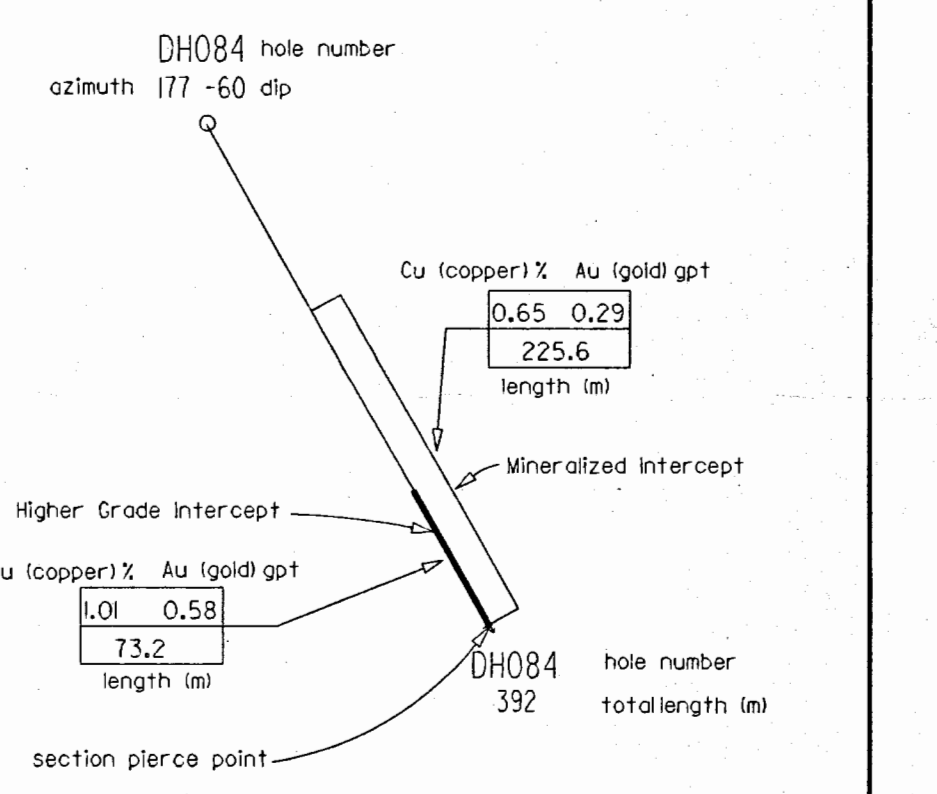 DH084 hole number
azimuth 177 -60 dip
Cu (copper) % Au (gold) gpt
0.65 0.29
225.6
length (m)
Mineralized Intercept
Higher Grade Intercept
u (copper) % Au (gold) gpt
1.01 0.58
73.2
length (m)
DH084 hole number
392 total length (m)
section pierce point